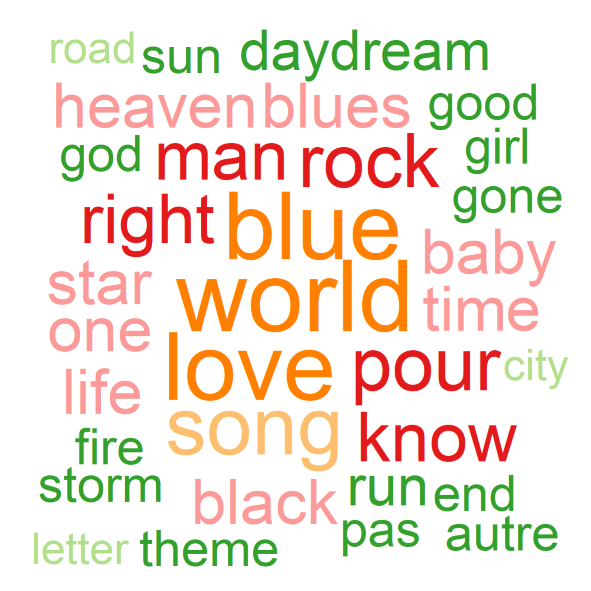 road sun daydream
heaven blues good
god man rock girl
right blue gone
star world baby
one time
life love pour city
fire song know
storm black run end
letter theme pas autre